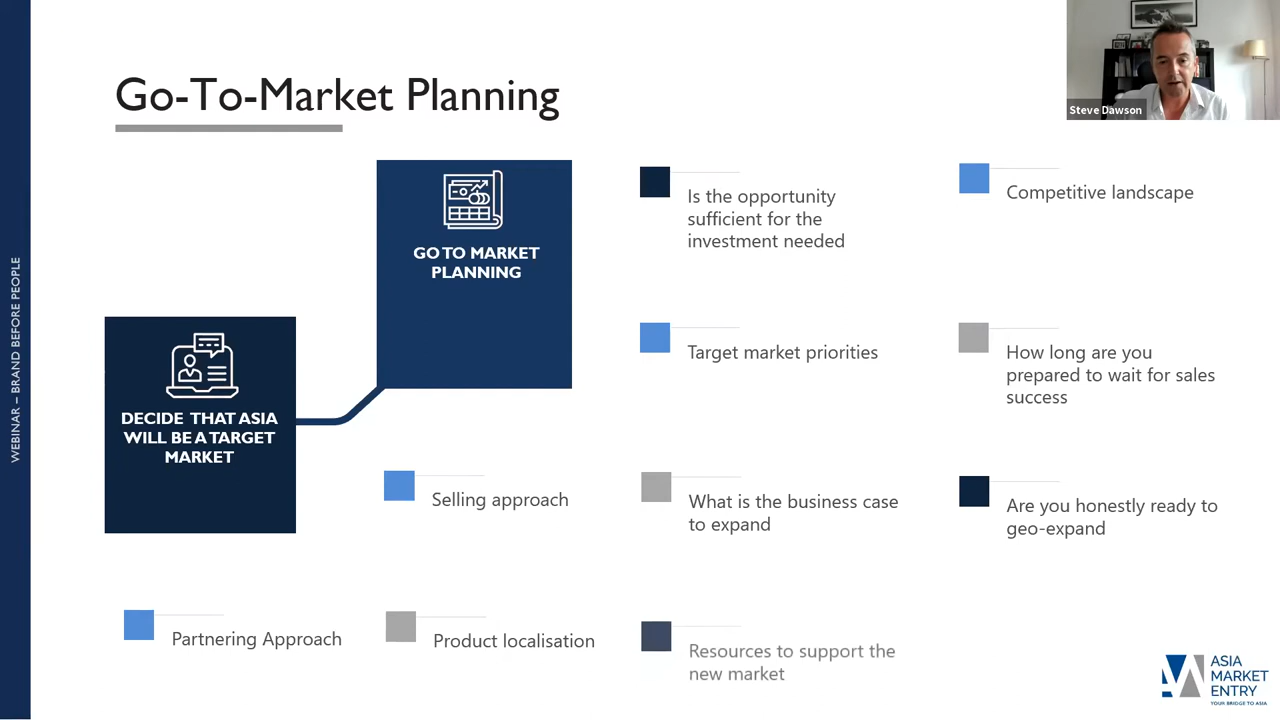 Go-To-Market Planning
Steve Dawson
WEBINAR – BRAND BEFORE PEOPLE
GO TO MARKET
PLANNING
DECIDE THAT ASIA
WILL BE A TARGET
MARKET
Is the opportunity
sufficient for the
investment needed
Competitive landscape
Target market priorities
How long are you
prepared to wait for sales
success
Selling approach
What is the business case
to expand
Are you honestly ready to
geo-expand
Partnering Approach
Product localisation
Resources to support the
new market
ASIA
MARKET
ENTRY
YOUR BRIDGE TO ASIA